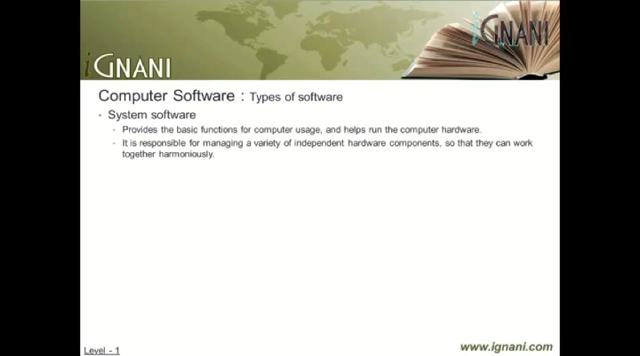 iGNANI
iGNANI
Computer Software : Types of software
• System software
• Provides the basic functions for computer usage, and helps run the computer hardware.
• It is responsible for managing a variety of independent hardware components, so that they can work
together harmoniously.
Level - 1
www.ignani.com